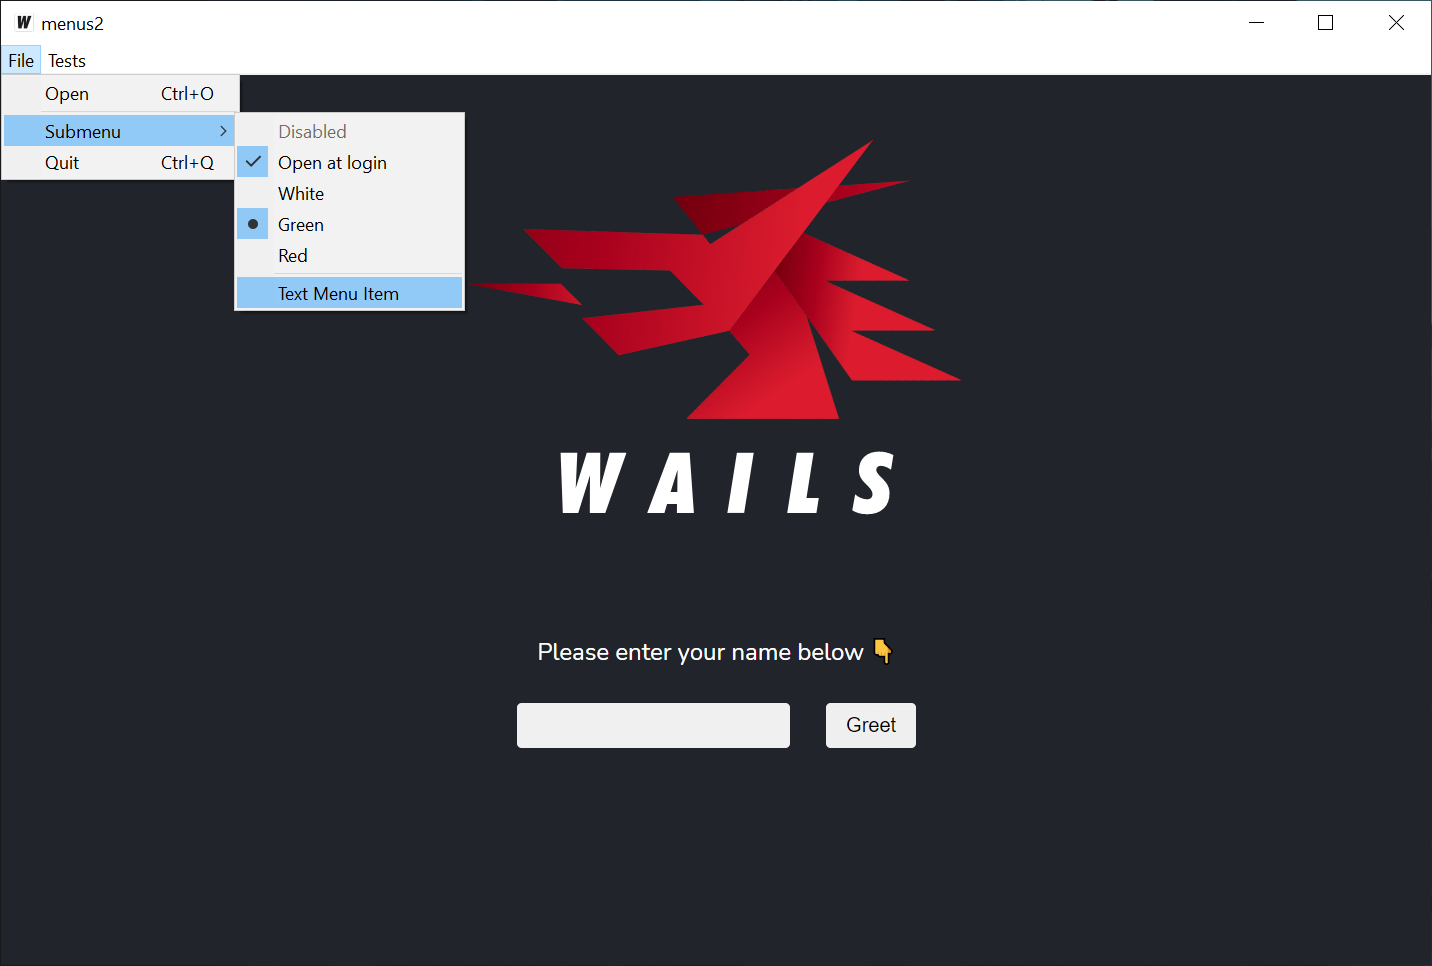 menus2
File Tests
Open Ctrl+O
Submenu
Quit Ctrl+Q
Disabled
Open at login
White
Green
Red
Text Menu Item
WAILS
Please enter your name below 👇
Greet